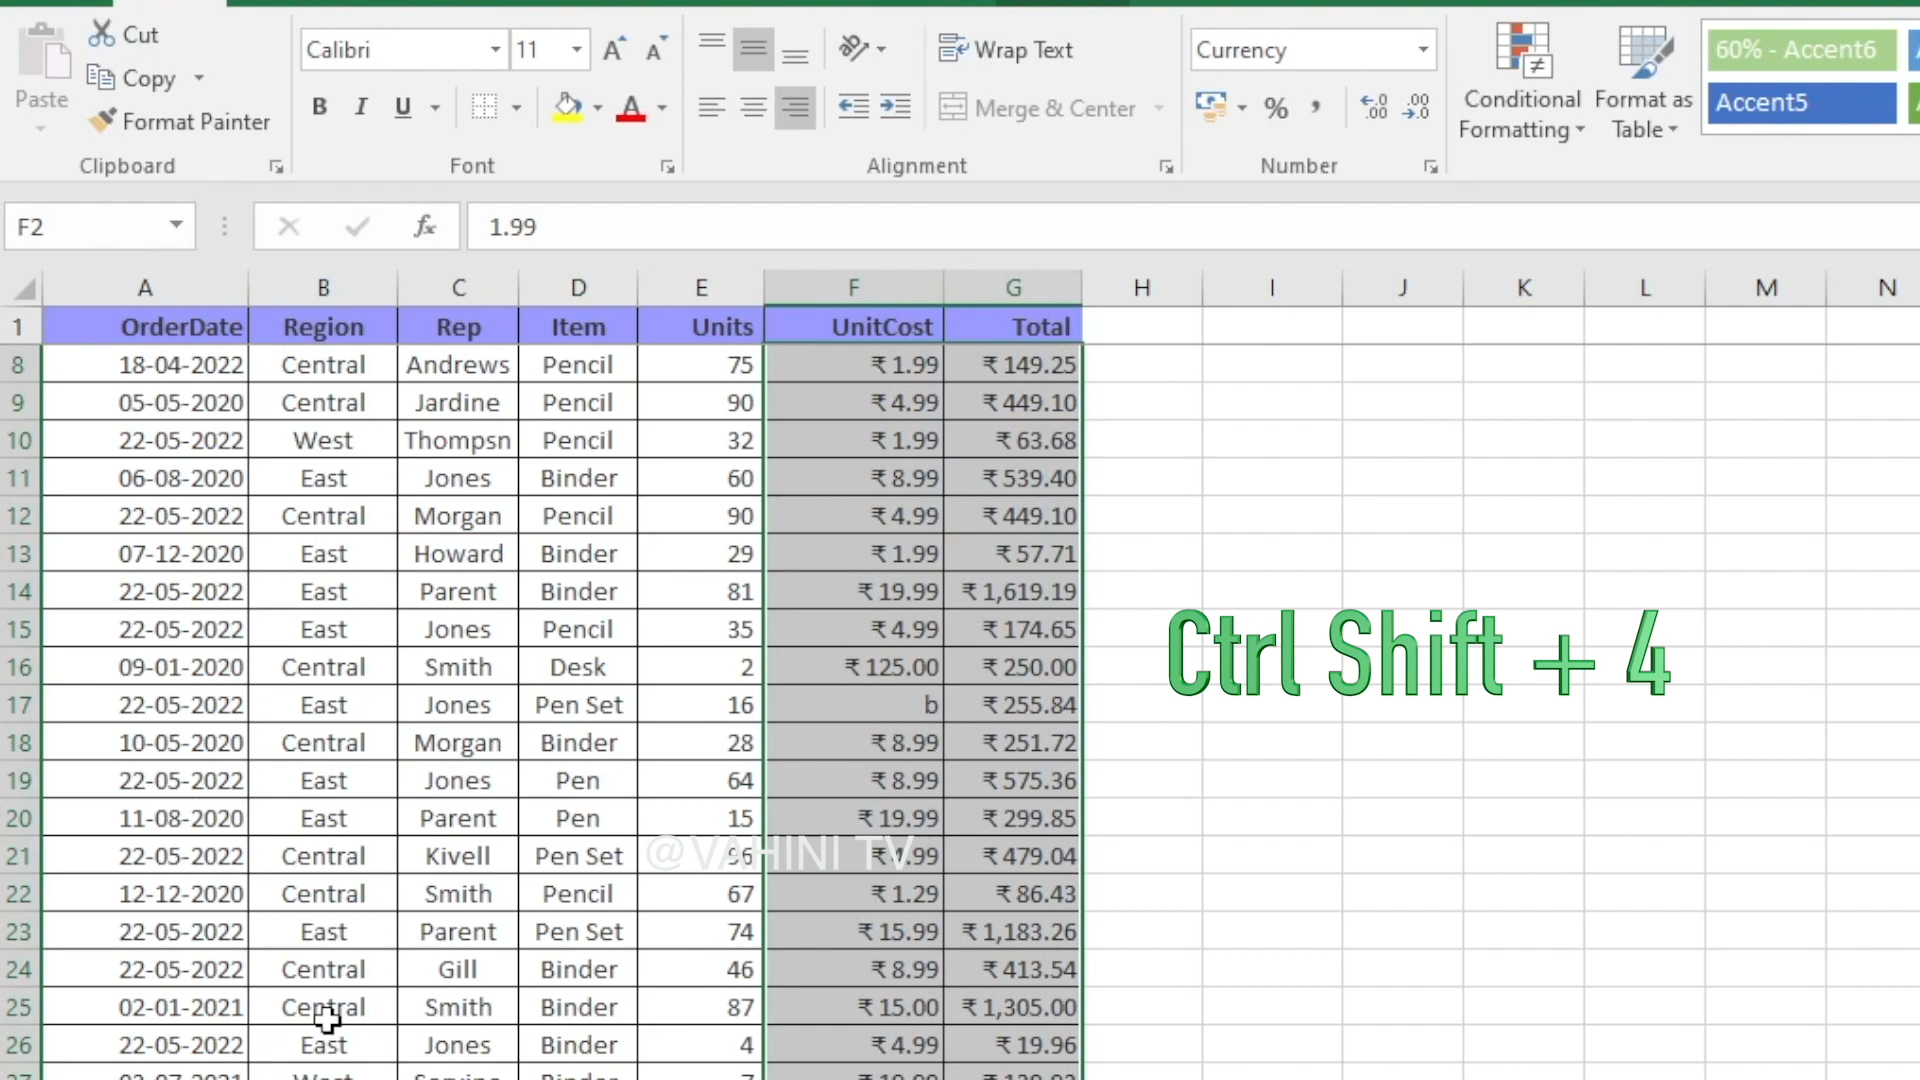 Cut
Calibri 11 Wrap Text Currency 60% - Accent6
Copy
Paste Format Painter B I U Merge & Center % Conditional Formatting Format as Table Accent5
Clipboard Font Alignment Number
F2 fx 1.99
A B C D E F G H I J K L M N
1 OrderDate Region Rep Item Units UnitCost Total
8 18-04-2022 Central Andrews Pencil 75 ₹ 1.99 ₹ 149.25
9 05-05-2020 Central Jardine Pencil 90 ₹ 4.99 ₹ 449.10
10 22-05-2022 West Thompsn Pencil 32 ₹ 1.99 ₹ 63.68
11 06-08-2020 East Jones Binder 60 ₹ 8.99 ₹ 539.40
12 22-05-2022 Central Morgan Pencil 90 ₹ 4.99 ₹ 449.10
13 07-12-2020 East Howard Binder 29 ₹ 1.99 ₹ 57.71
14 22-05-2022 East Parent Binder 81 ₹ 19.99 ₹ 1,619.19
15 22-05-2022 East Jones Pencil 35 ₹ 4.99 ₹ 174.65
Ctrl Shift + 4
16 09-01-2020 Central Smith Desk 2 ₹ 125.00 ₹ 250.00
17 22-05-2022 East Jones Pen Set 16 b ₹ 255.84
18 10-05-2020 Central Morgan Binder 28 ₹ 8.99 ₹ 251.72
19 22-05-2022 East Jones Pen 64 ₹ 8.99 ₹ 575.36
20 11-08-2020 East Parent Pen 15 ₹ 19.99 ₹ 299.85
@VAHINI TV
21 22-05-2022 Central Kivell Pen Set 96 ₹ 4.99 ₹ 479.04
22 12-12-2020 Central Smith Pencil 67 ₹ 1.29 ₹ 86.43
23 22-05-2022 East Parent Pen Set 74 ₹ 15.99 ₹ 1,183.26
24 22-05-2022 Central Gill Binder 46 ₹ 8.99 ₹ 413.54
25 02-01-2021 Central Smith Binder 87 ₹ 15.00 ₹ 1,305.00
26 22-05-2022 East Jones Binder 4 ₹ 4.99 ₹ 19.96